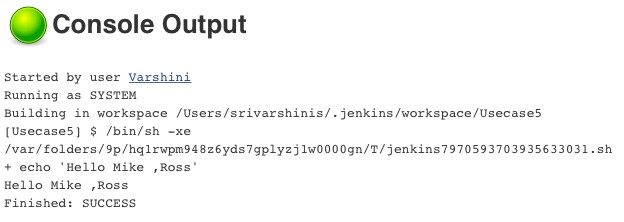 Console Output
Started by user Varshini
Running as SYSTEM
Building in workspace /Users/srivarshinis/.jenkins/workspace/Usecase5
[Usecase5] $ /bin/sh -xe
/var/folders/9p/hq1rwpm948z6yds7gplyzj1w0000gn/T/jenkins7970593703935633031.sh
+ echo 'Hello Mike ,Ross'
Hello Mike ,Ross
Finished: SUCCESS